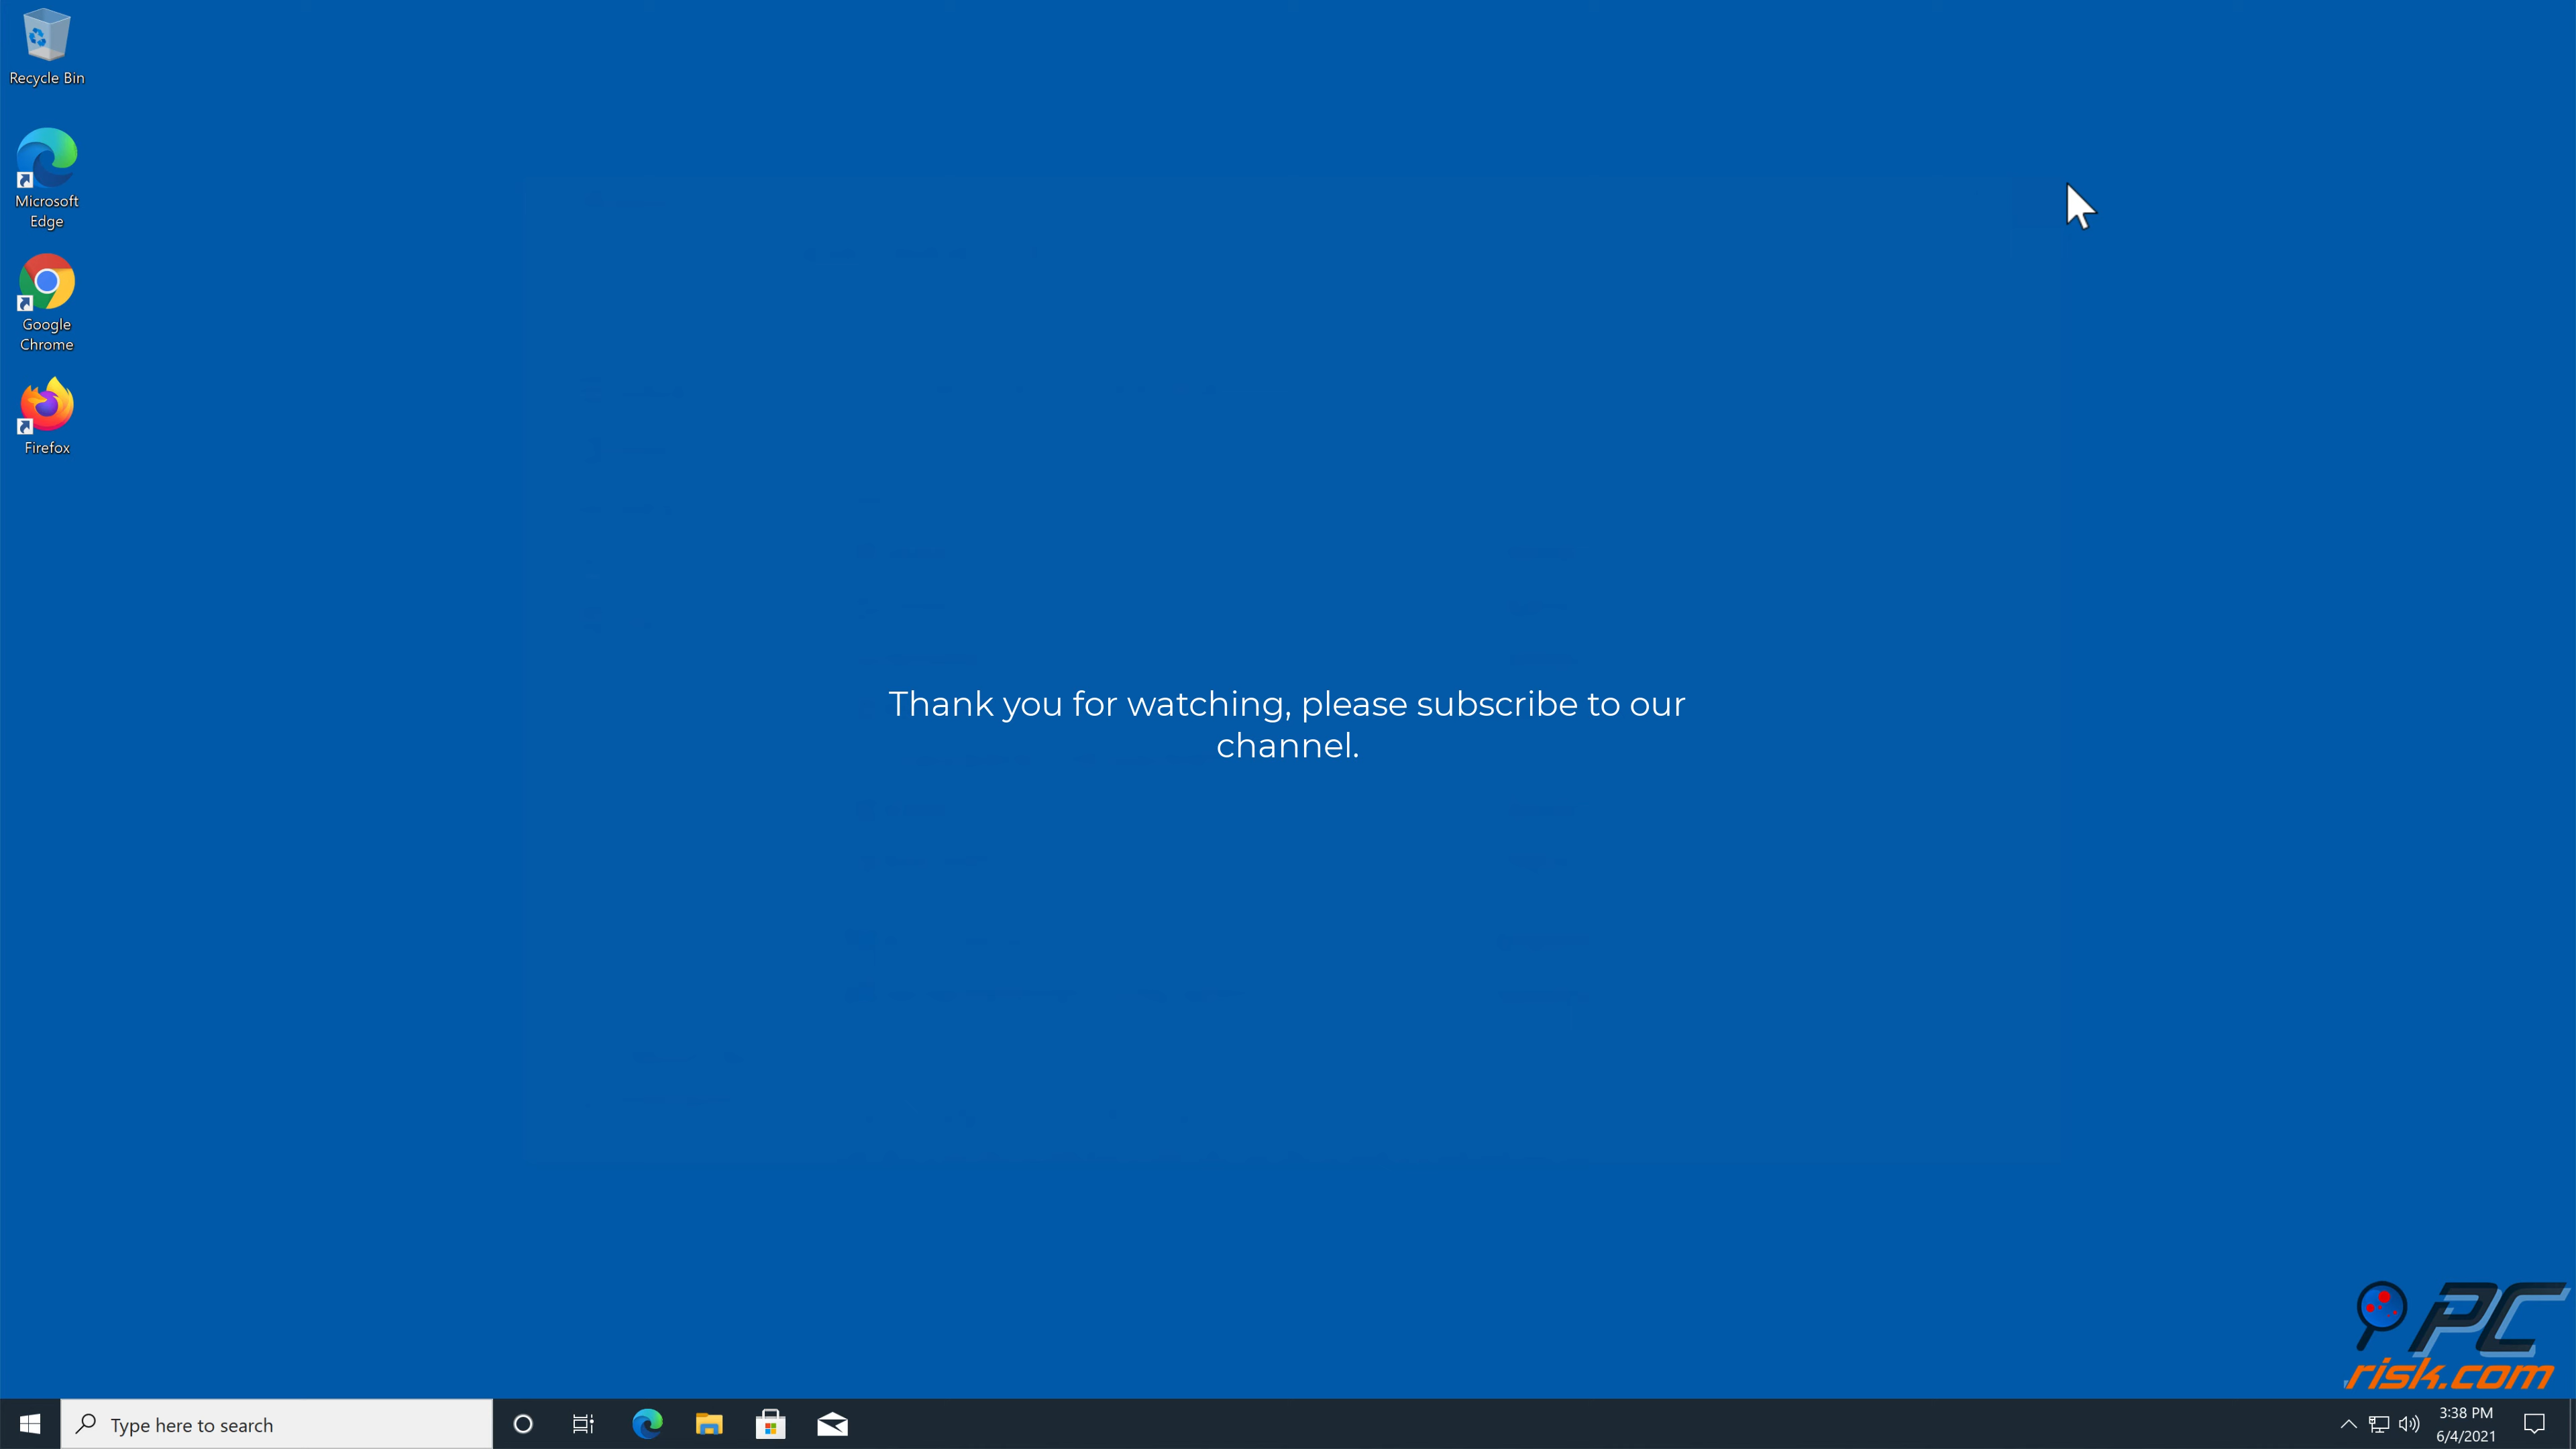 Recycle Bin
Microsoft
Edge
Google
Chrome
Firefox
Thank you for watching, please subscribe to our
channel.
PC
risk.com
Type here to search
3:38 PM
6/4/2021